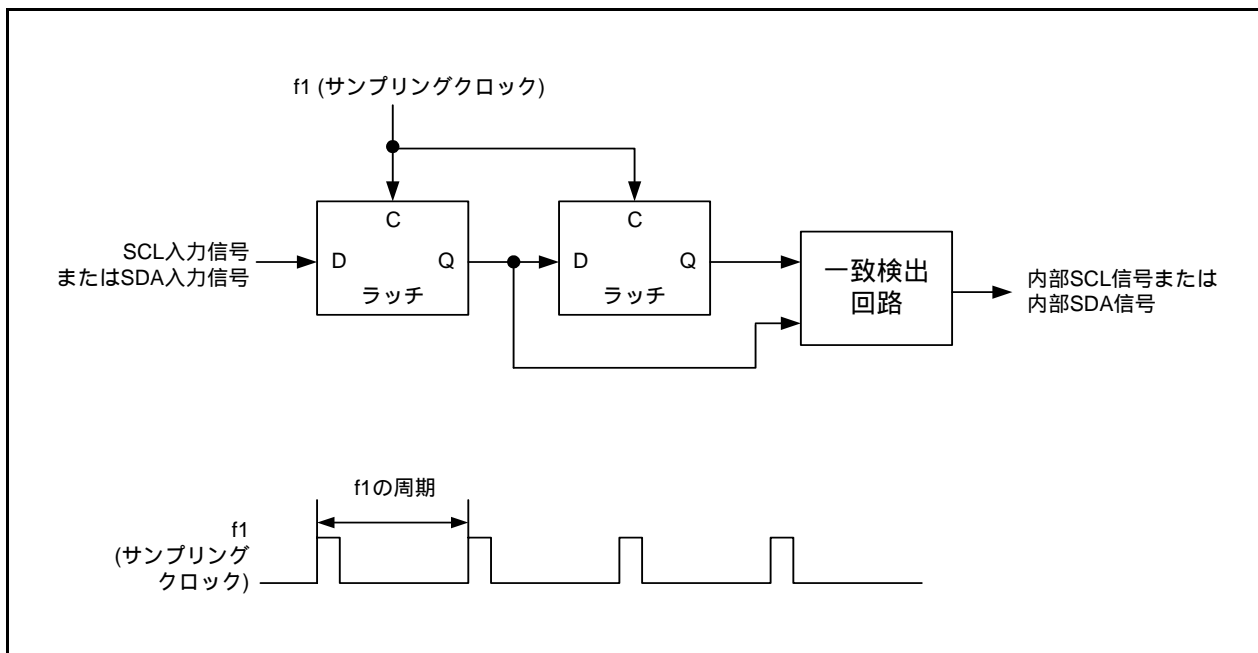 f1 (サンプリングクロック)
C
C
SCL入力信号
またはSDA入力信号
D
Q
ラッチ
D
Q
ラッチ
一致検出
回路
内部SCL信号または
内部SDA信号
f1の周期
f1
(サンプリング
クロック)